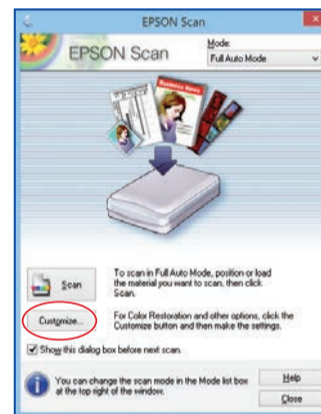 EPSON Scan
EPSON Scan
Mode:
Full Auto Mode
Business News
Scan
To scan in Full Auto Mode, position or load
the material you want to scan, then click
Scan.
Customize...
For Color Restoration and other options, click the
Customize button and then make the settings.
Show this dialog box before next scan.
You can change the scan mode in the Mode list box
at the top right of the window.
Help
Close